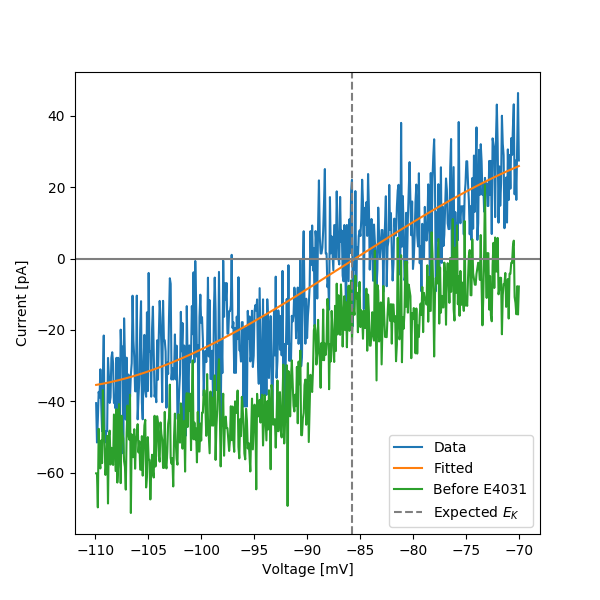 40
20
0
−20
−40
−60
Current [pA]
Data
Fitted
Before E4031
Expected E_K
−110 −105 −100 −95 −90 −85 −80 −75 −70
Voltage [mV]